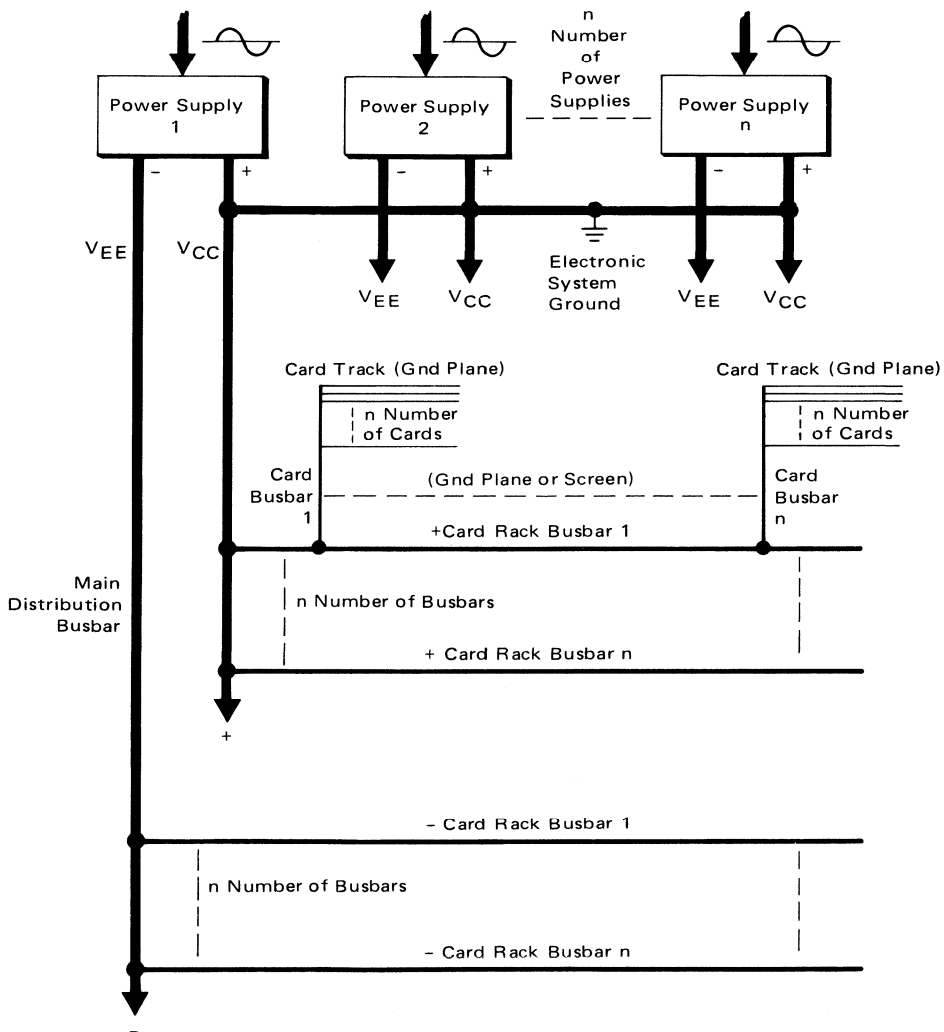 n
Number
of
Power
Supplies
Power Supply
1
Power Supply
2
Power Supply
n
-
+
-
+
-
+
VEE
VCC
VEE
VCC
Electronic
System
Ground
VEE
VCC
Card Track (Gnd Plane)
Card Track (Gnd Plane)
n Number
of Cards
n Number
of Cards
Card
Busbar
1
(Gnd Plane or Screen)
Card
Busbar
n
+Card Rack Busbar 1
Main
Distribution
Busbar
n Number of Busbars
+ Card Rack Busbar n
+
– Card Rack Busbar 1
n Number of Busbars
– Card Rack Busbar n
–